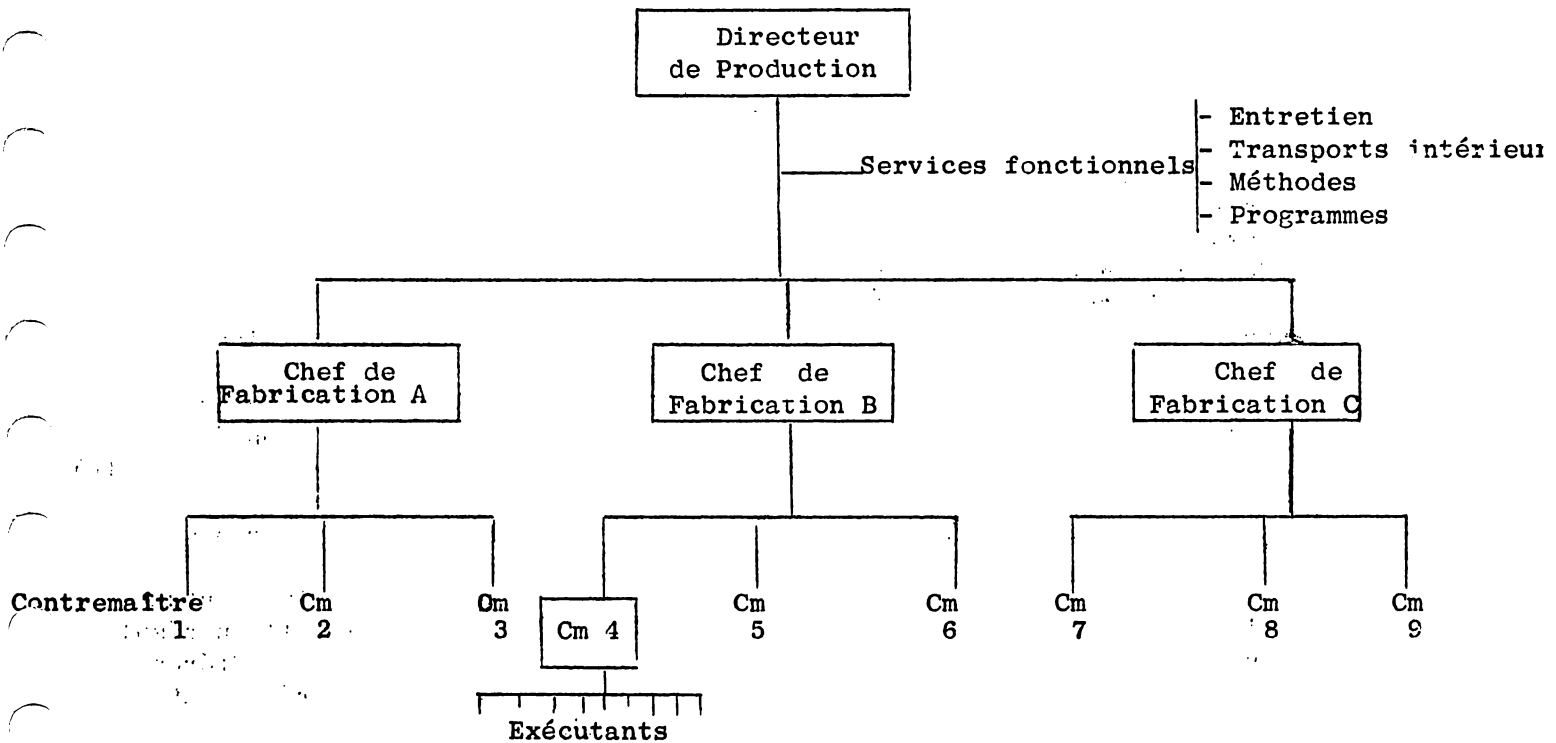 Directeur
de Production
Services fonctionnels
- Entretien
- Transports intérieur
- Méthodes
- Programmes
Chef de
Fabrication A
Chef de
Fabrication B
Chef de
Fabrication C
Contremaître
1
Cm
2
Cm
3
Cm 4
Cm
5
Cm
6
Cm
7
Cm
8
Cm
9
Exécutants